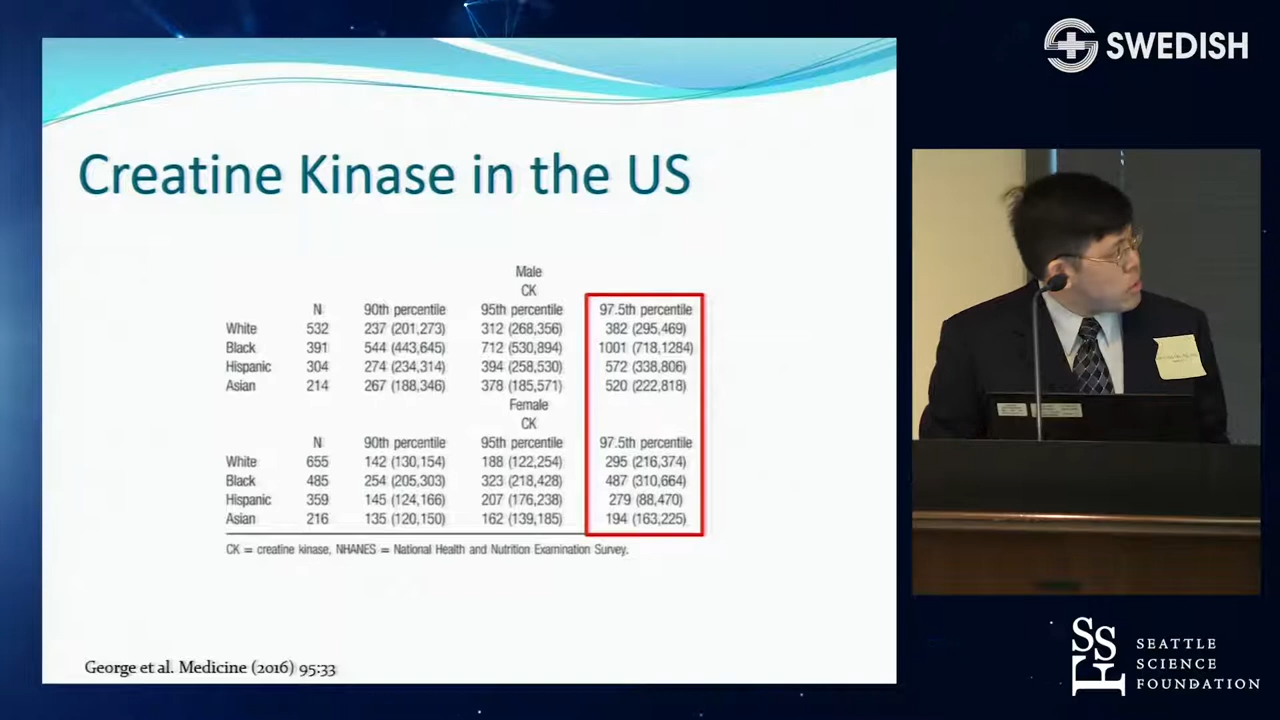 SWEDISH
Creatine Kinase in the US
Male
CK
N 90th percentile 95th percentile 97.5th percentile
White 532 237 (201,273) 312 (268,356) 382 (295,469)
Black 391 544 (443,645) 712 (530,894) 1001 (718,1284)
Hispanic 304 274 (234,314) 394 (258,530) 572 (338,806)
Asian 214 267 (188,346) 378 (185,571) 520 (222,818)
Female
CK
N 90th percentile 95th percentile 97.5th percentile
White 655 142 (130,154) 188 (122,254) 295 (216,374)
Black 485 254 (205,303) 323 (218,428) 487 (310,664)
Hispanic 359 145 (124,166) 207 (176,238) 279 (88,470)
Asian 216 135 (120,150) 162 (139,185) 194 (163,225)
CK = creatine kinase, NHANES = National Health and Nutrition Examination Survey.
George et al. Medicine (2016) 95:33
SSF
SEATTLE
SCIENCE
FOUNDATION